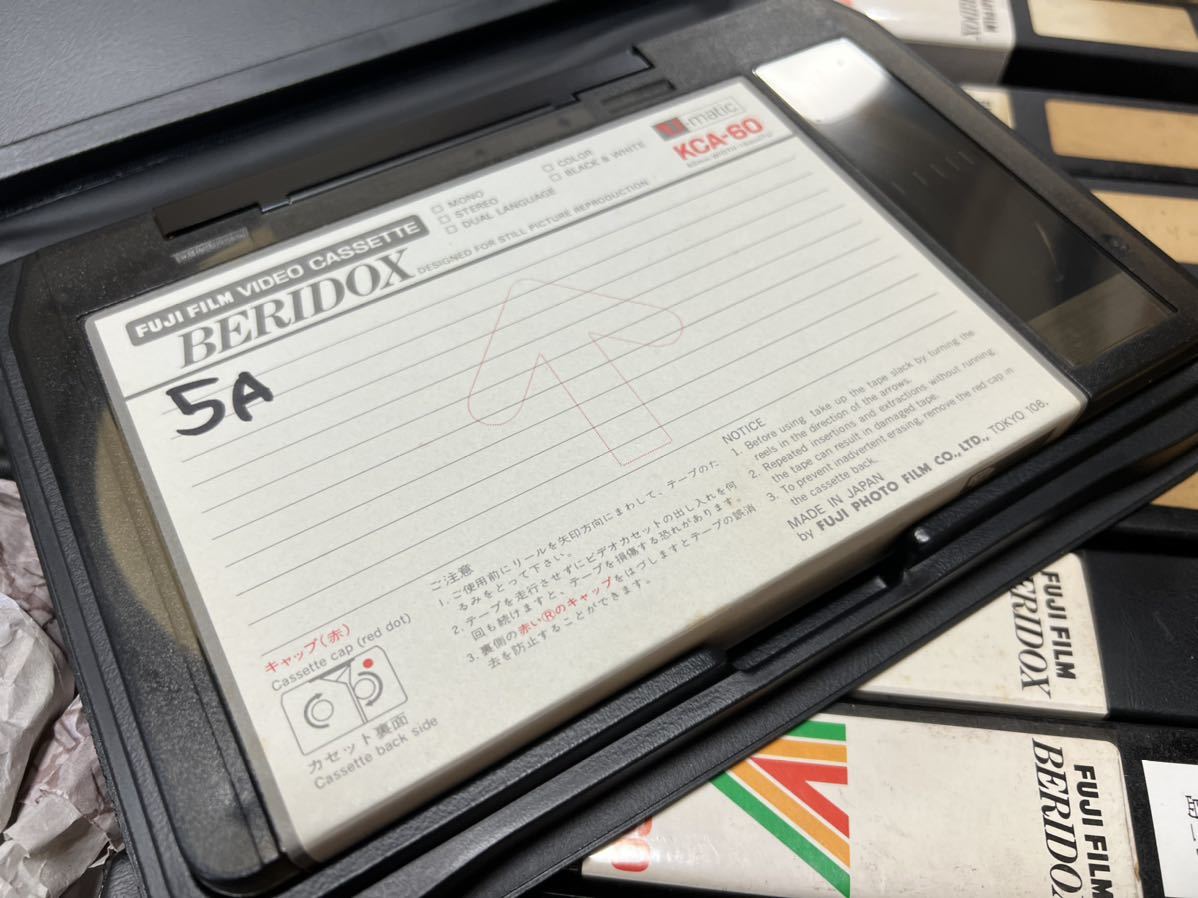 U-matic
KCA-60
□ MONO
□ STEREO
□ DUAL LANGUAGE
□ COLOR
□ BLACK & WHITE
FUJI FILM VIDEO CASSETTE
BERIDOX
DESIGNED FOR STILL PICTURE REPRODUCTION
5A
NOTICE
1. Before using take up the tape slack by turning the
reels in the direction of the arrows.
2. Repeated insertions and extractions without running
the tape can result in damaged tape.
3. To prevent inadvertent erasing, remove the red cap in
the cassette back.
MADE IN JAPAN
by FUJI PHOTO FILM CO., LTD., TOKYO 106.
ご注意
1. ご使用前にリールを矢印方向にまわして、テープのた
るみをとって下さい。
2. テープを走行させずにビデオカセットの出し入れを何
回も続けますと、テープを損傷する恐れがあります。
3. 裏側の赤いⓇのキャップをはづしますとテープの誤消
去を防止することができます。
キャップ(赤)
Cassette cap (red dot)
カセット裏面
Cassette back side
FUJI FILM
BERIDOX
FUJI FILM
BERIDOX
FUJI FILM
BERIDOX